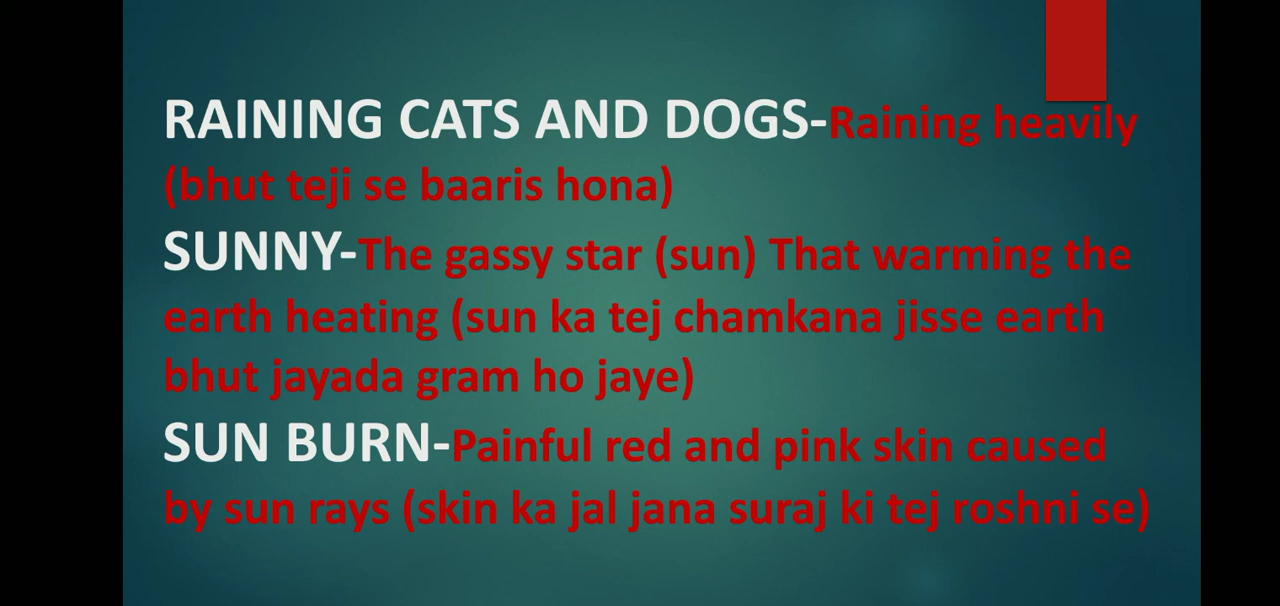 RAINING CATS AND DOGS-Raining heavily
(bhut teji se baaris hona)
SUNNY-The gassy star (sun) That warming the
earth heating (sun ka tej chamkana jisse earth
bhut jayada gram ho jaye)
SUN BURN-Painful red and pink skin caused
by sun rays (skin ka jal jana suraj ki tej roshni se)